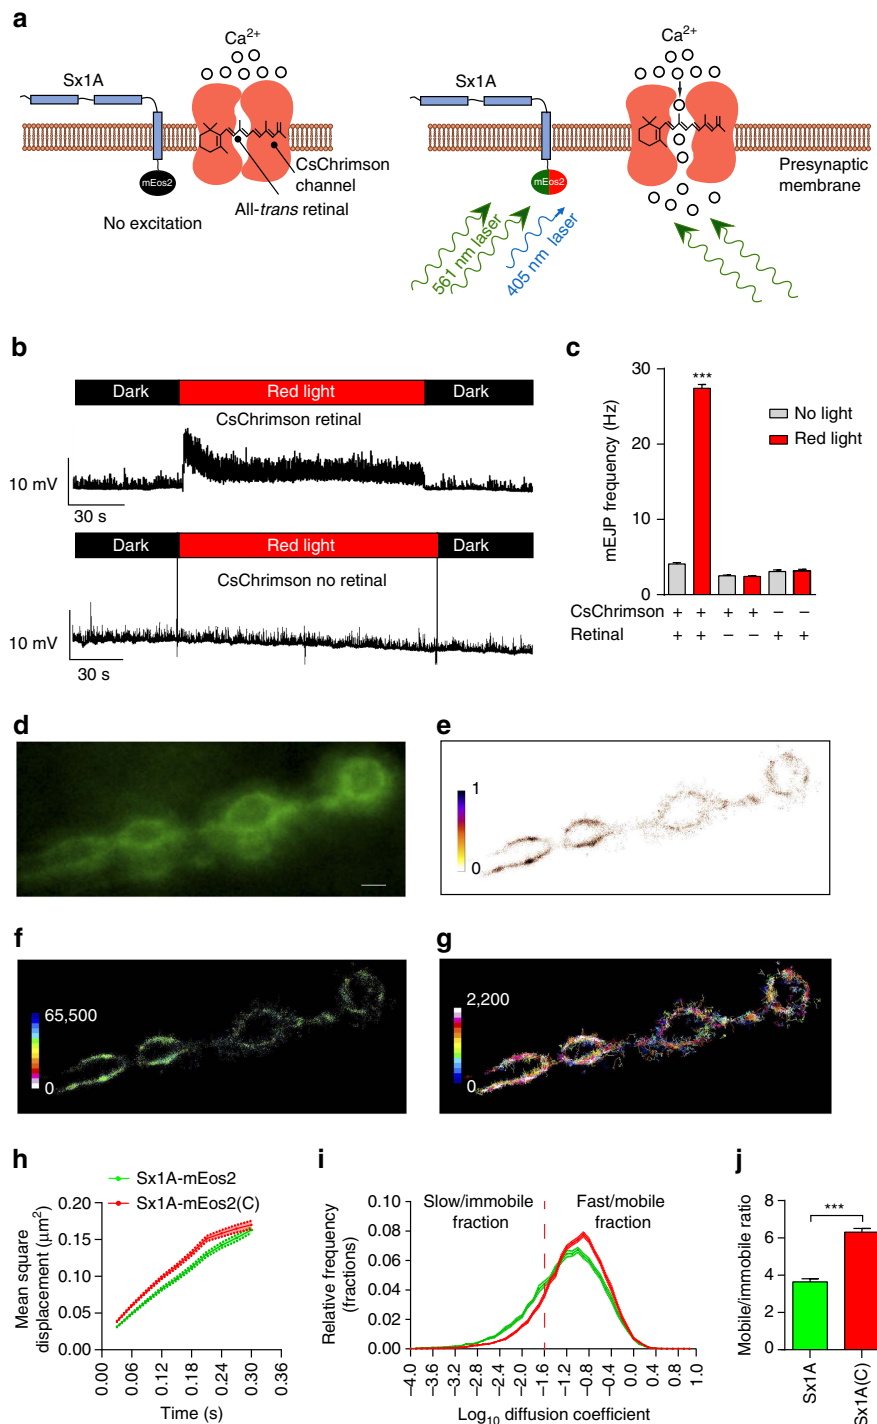 a
Ca2+
Sx1A
mEos2
No excitation
CsChrimson
channel
All-trans retinal
Ca2+
Sx1A
mEos2
Presynaptic
membrane
561 nm laser
405 nm laser
b
Dark Red light Dark
CsChrimson retinal
10 mV
30 s
Dark Red light Dark
CsChrimson no retinal
10 mV
30 s
c
30
20
10
0
mEJP frequency (Hz)
***
No light
Red light
CsChrimson + + + + – –
Retinal + + – – + +
d
e
1
0
f
65,500
0
g
2,200
0
h
Sx1A-mEos2
Sx1A-mEos2(C)
Mean square
displacement (μm2)
0.20
0.15
0.10
0.05
0.00
0.00 0.06 0.12 0.18 0.24 0.30 0.36
Time (s)
i
Slow/immobile
fraction
Fast/mobile
fraction
Relative frequency
(fractions)
0.10
0.08
0.06
0.04
0.02
0.00
–4.0 –3.6 –3.2 –2.8 –2.4 –2.0 –1.6 –1.2 –0.8 –0.4 0.0 0.4 0.8 1.0
Log10 diffusion coefficient
j
Mobile/immobile ratio
8
6
4
2
0
***
Sx1A
Sx1A(C)